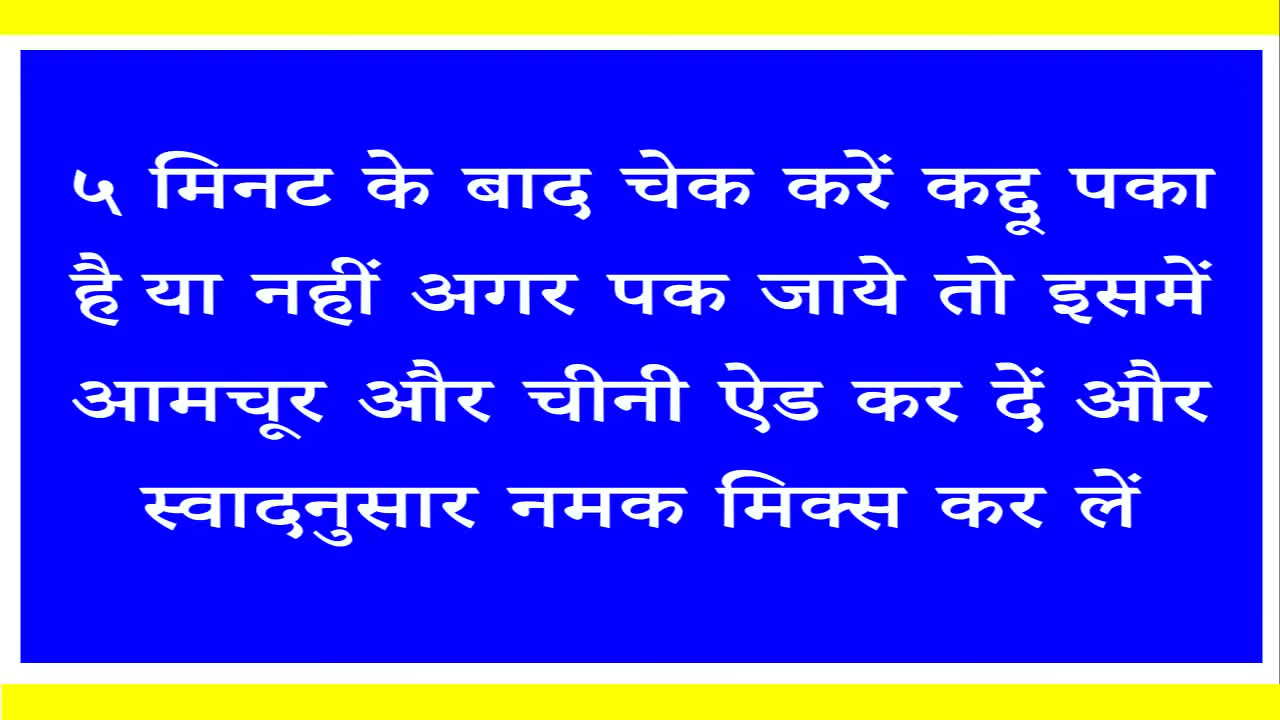 ५ मिनट के बाद चेक करें कद्दू पका
है या नहीं अगर पक जाये तो इसमें
आमचूर और चीनी ऐड कर दें और
स्वादनुसार नमक मिक्स कर लें